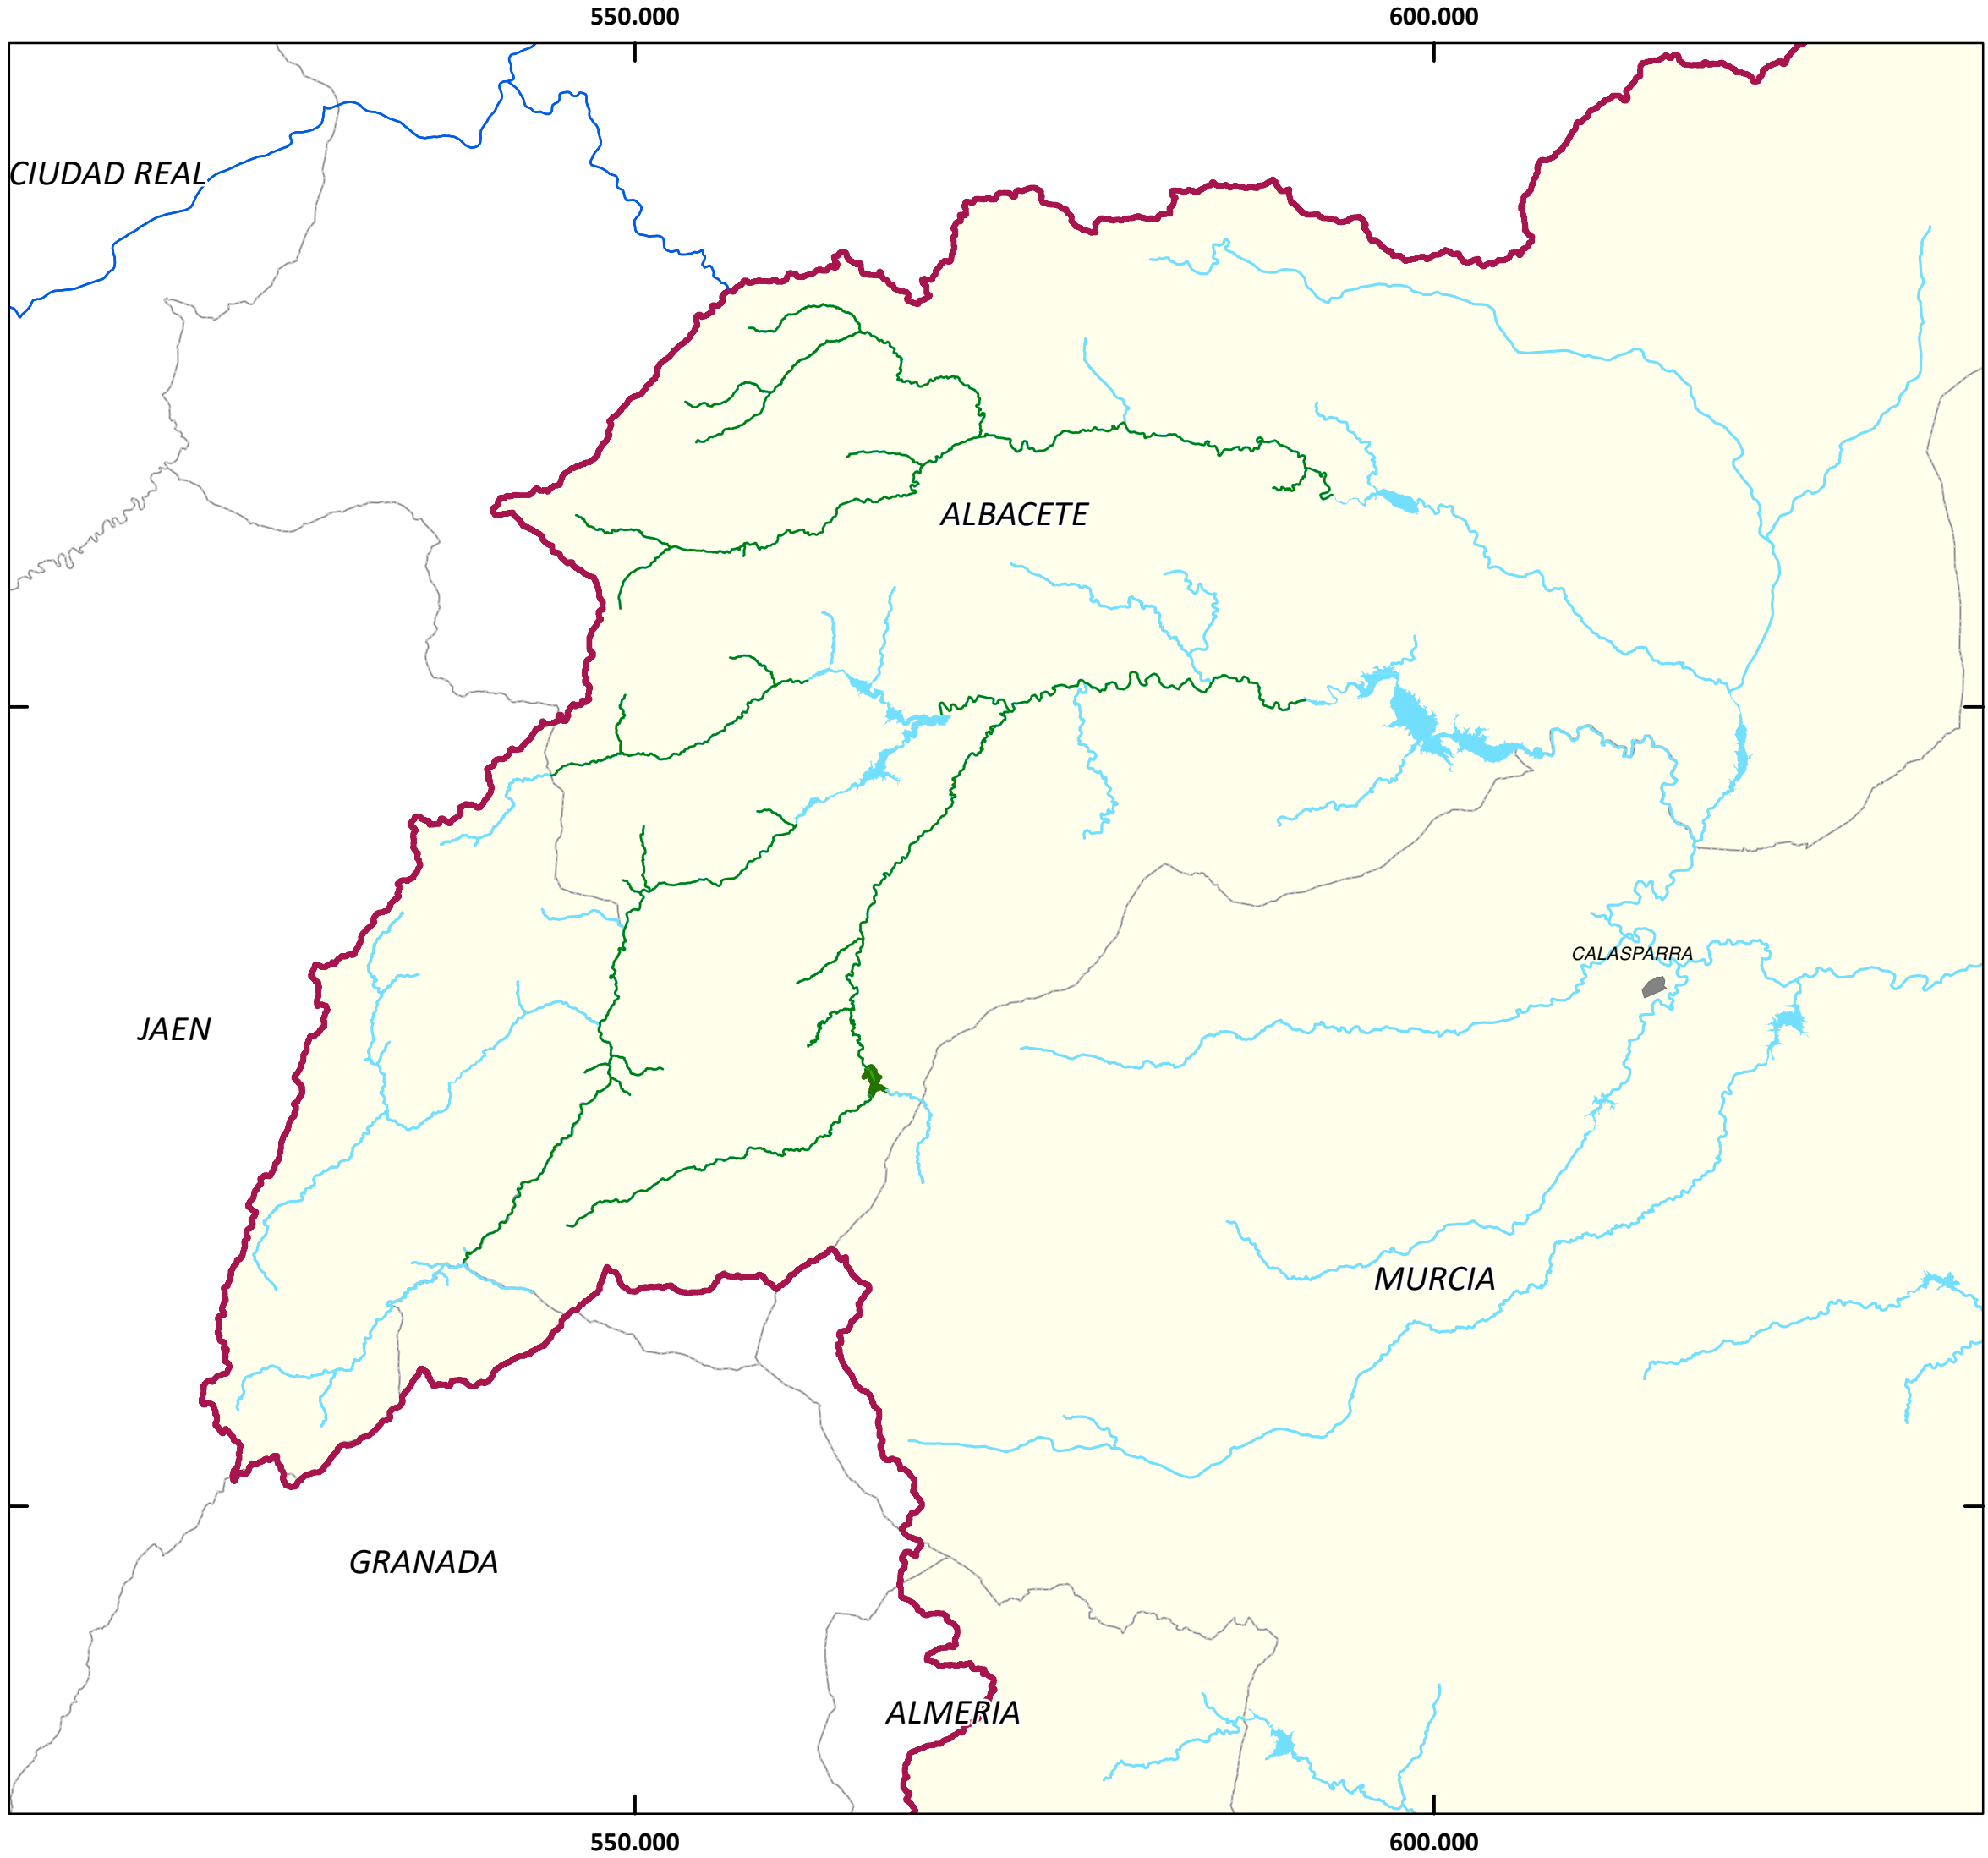 550.000 600.000
CIUDAD REAL
ALBACETE
CALASPARRA
JAEN
MURCIA
GRANADA
ALMERIA
550.000 600.000